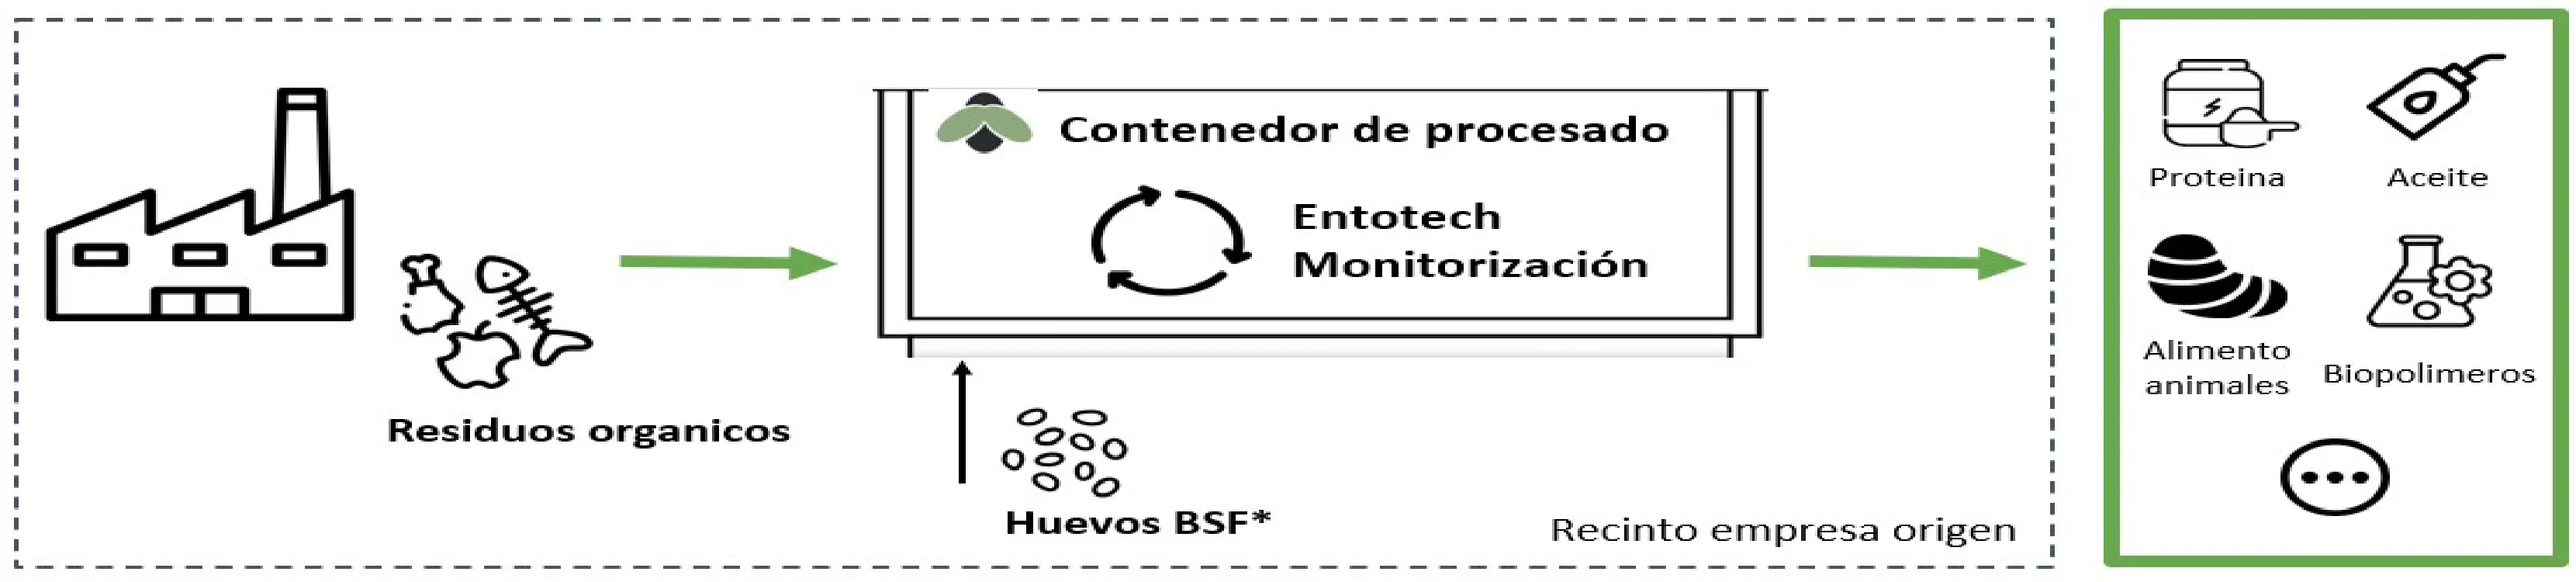 Contenedor de procesado
Entotech
Monitorización
Residuos organicos
Huevos BSF*
Recinto empresa origen
Proteina
Aceite
Alimento
animales
Biopolimeros